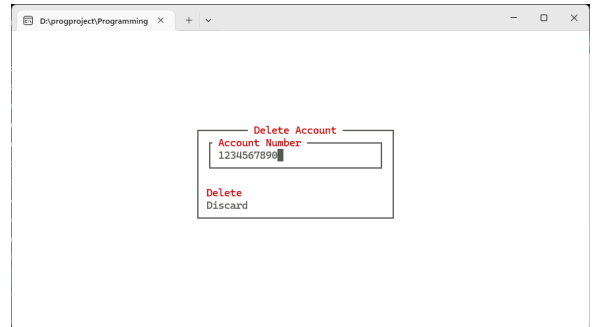 D:\progproject\Programming
Delete Account
Account Number
1234567890
Delete
Discard